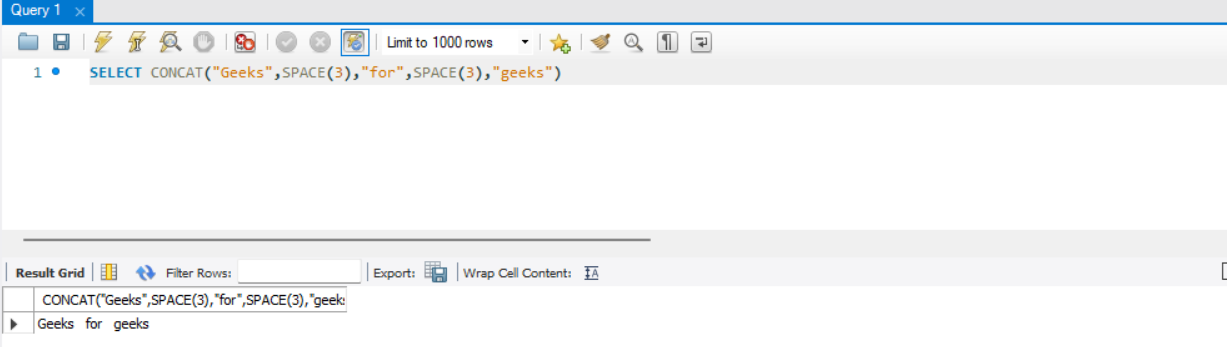 Query 1
Limit to 1000 rows
1 SELECT CONCAT("Geeks",SPACE(3),"for",SPACE(3),"geeks")
Result Grid Filter Rows: Export: Wrap Cell Content:
CONCAT("Geeks",SPACE(3),"for",SPACE(3),"geek
Geeks   for   geeks